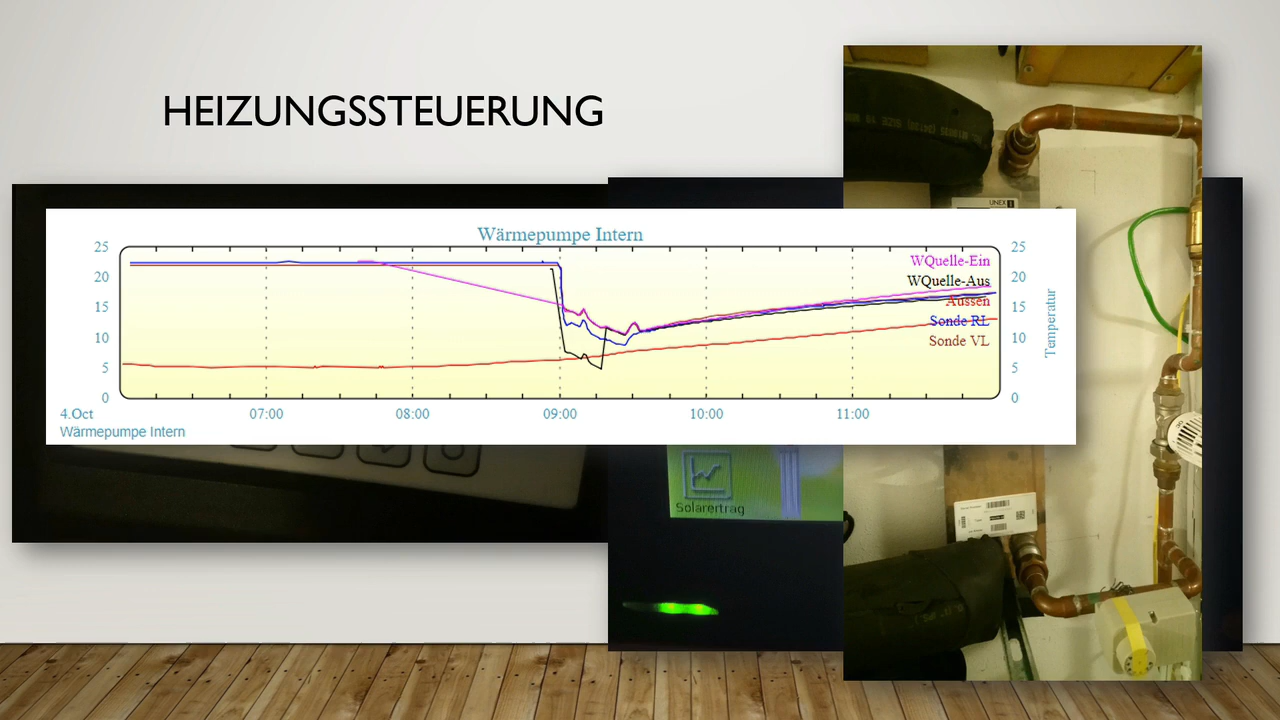 HEIZUNGSSTEUERUNG
UNEX
Wärmepumpe Intern
25
20
15
10
5
0
25
20
15
10
5
0
Temperatur
WQuelle-Ein
WQuelle-Aus
Aussen
Sonde RL
Sonde VL
07:00 08:00 09:00 10:00 11:00
4.Oct
Wärmepumpe Intern
Solarertrag